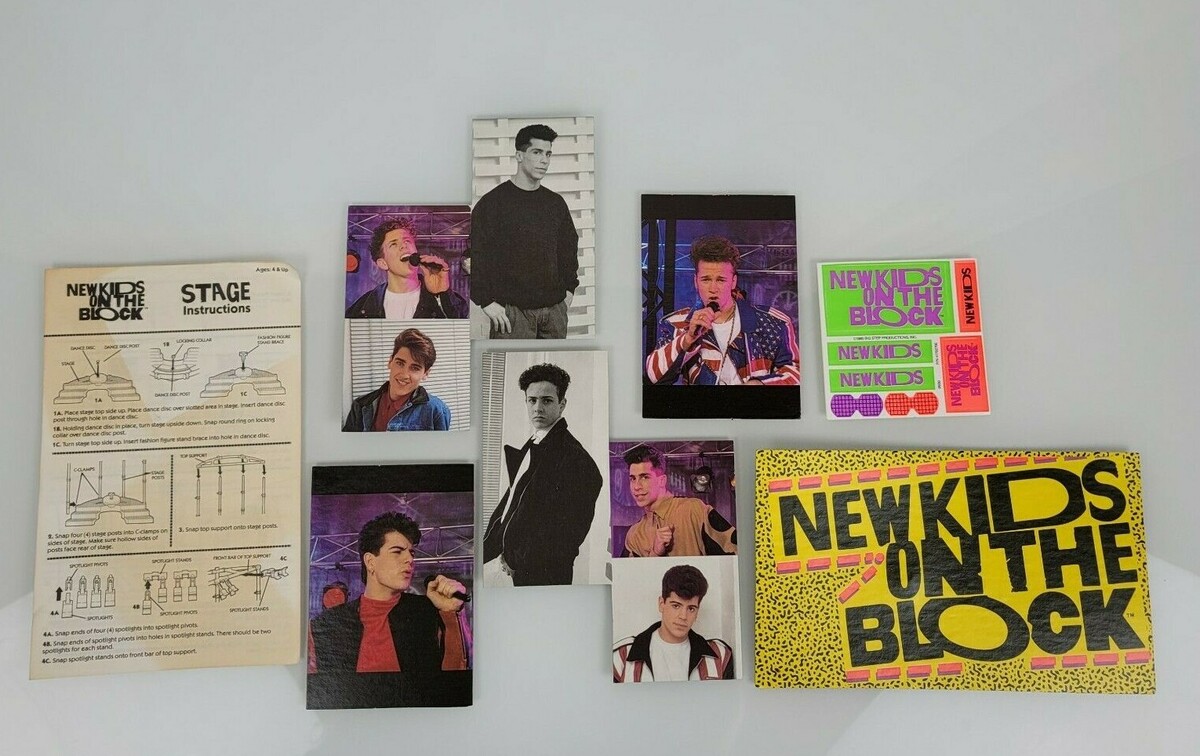 Ages: 4 & Up
NEW KIDS
ON THE
BLOCK™
STAGE
Instructions
DANCE DISC
DANCE DISC POST
STAGE
1A
1B
LOCKING COLLAR
DANCE DISC POST
FASHION FIGURE
STAND BRACE
1C
1A. Place stage top side up. Place dance disc over slotted area in stage. Insert dance
disc post through hole in dance disc.
1B. Holding dance disc in place, turn stage upside down. Snap round ring on locking
collar over dance disc post.
1C. Turn stage top side up. Insert fashion figure stand brace into hole in dance disc.
C-CLAMPS
STAGE
POSTS
2. Snap four (4) stage posts into C-clamps on
sides of stage. Make sure hollow sides of
posts face rear of stage.
TOP SUPPORT
3. Snap top support onto stage posts.
SPOTLIGHT PIVOTS
4A
SPOTLIGHTS
SPOTLIGHT STANDS
4B
SPOTLIGHT PIVOTS
FRONT BAR OF TOP SUPPORT
4C
SPOTLIGHT STANDS
4A. Snap ends of four (4) spotlights into spotlight pivots.
4B. Snap ends of spotlight pivots into holes in spotlight stands. There should be two
spotlights for each stand.
4C. Snap spotlight stands onto front bar of top support.
NEW KIDS
ON THE
BLOCK
NEW KIDS
NEW KIDS
NEW KIDS
NEW KIDS
ON THE
BLOCK
NEW KIDS
ON THE
BLOCK™